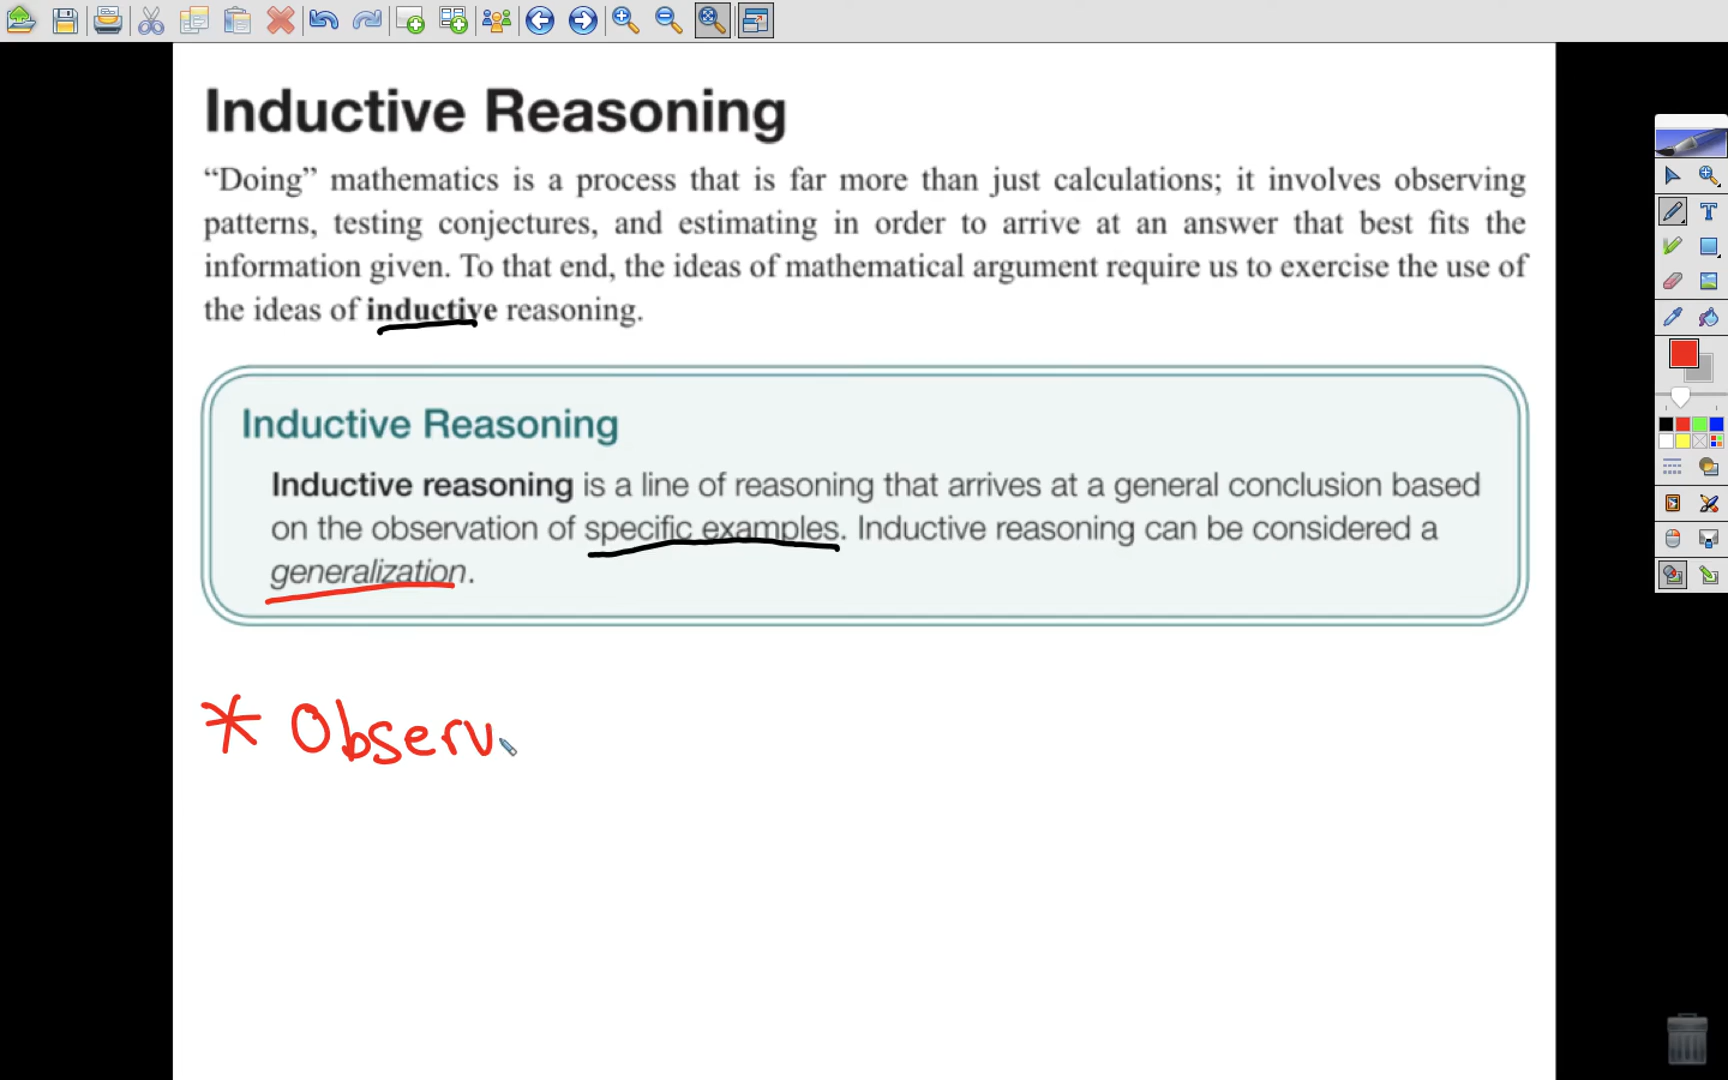 Inductive Reasoning
“Doing” mathematics is a process that is far more than just calculations; it involves observing
patterns, testing conjectures, and estimating in order to arrive at an answer that best fits the
information given. To that end, the ideas of mathematical argument require us to exercise the use of
the ideas of inductive reasoning.
Inductive Reasoning
Inductive reasoning is a line of reasoning that arrives at a general conclusion based
on the observation of specific examples. Inductive reasoning can be considered a
generalization.
* Observ